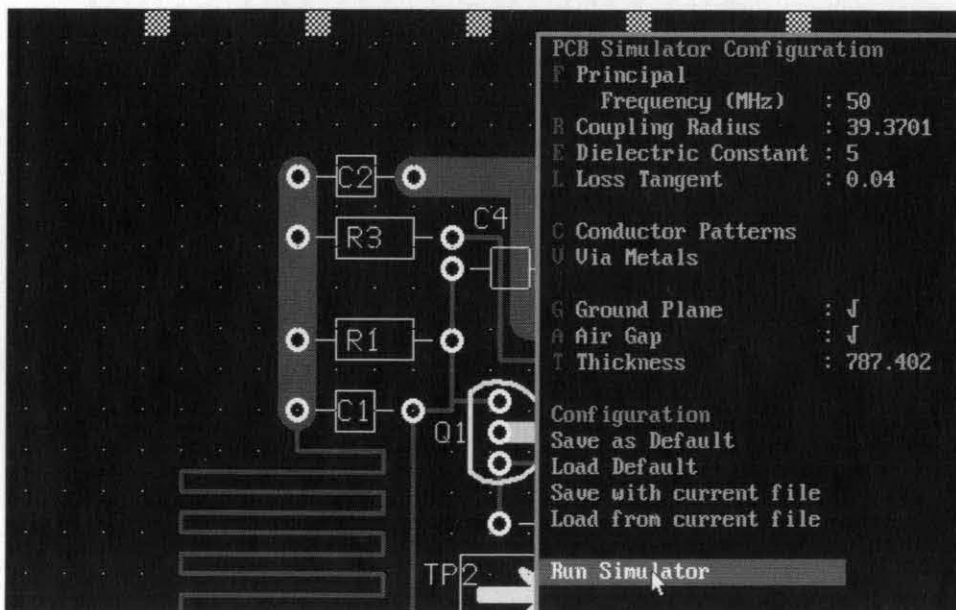 PCB Simulator Configuration
F Principal
Frequency (MHz) : 50
R Coupling Radius : 39.3701
E Dielectric Constant : 5
L Loss Tangent : 0.04
C Conductor Patterns
V Via Metals
G Ground Plane : √
A Air Gap : √
T Thickness : 787.402
Configuration
Save as Default
Load Default
Save with current file
Load from current file
Run Simulator
C2
C4
R3
R1
C1
Q1
TP2